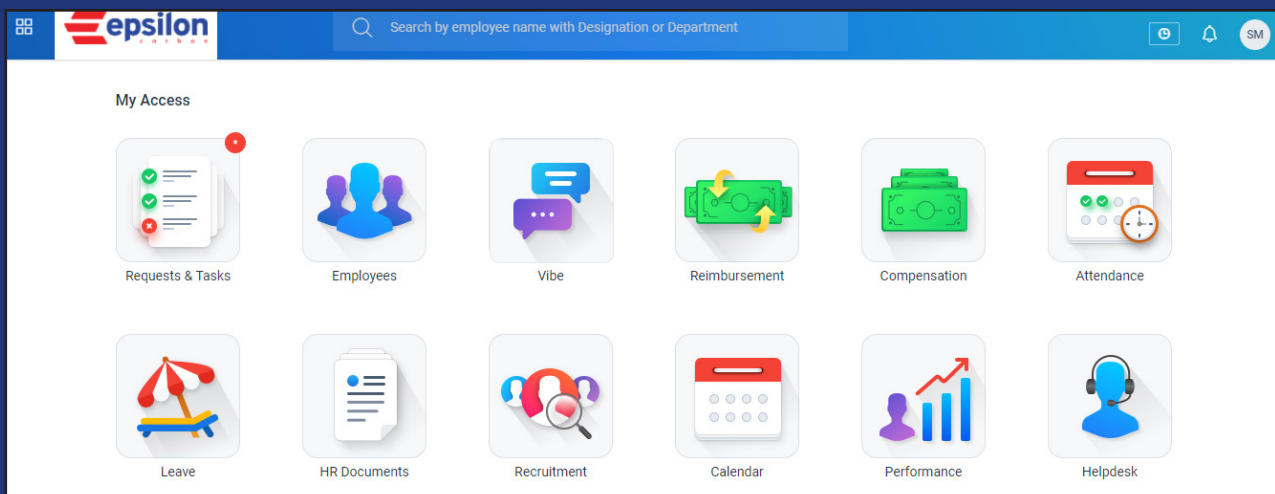 epsilon
carbon
Search by employee name with Designation or Department
SM
My Access
Requests & Tasks
Employees
Vibe
Reimbursement
Compensation
Attendance
Leave
HR Documents
Recruitment
Calendar
Performance
Helpdesk